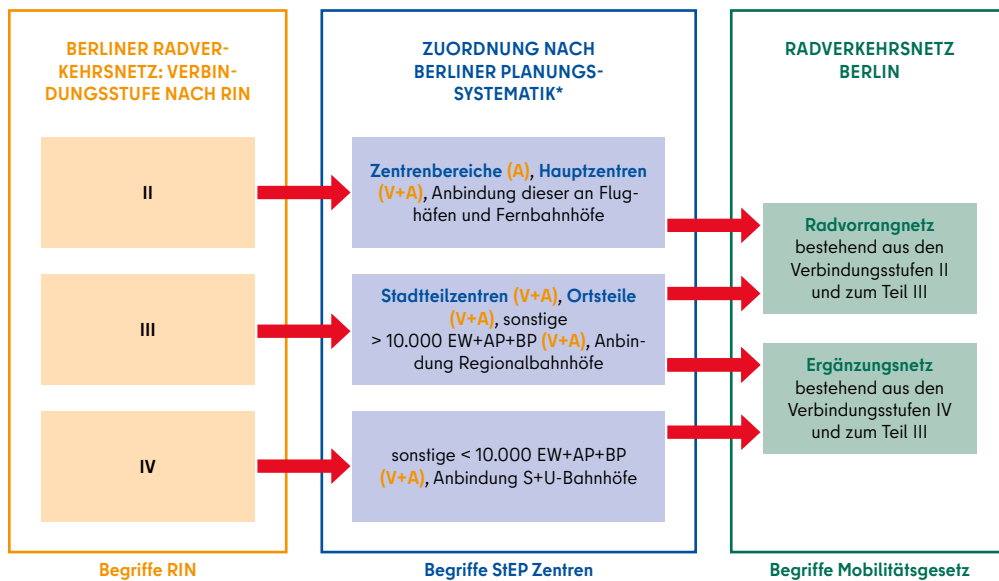 BERLINER RADVER-
KEHRSNETZ: VERBIN-
DUNGSSTUFE NACH RIN
II
III
IV
Begriffe RIN
ZUORDNUNG NACH
BERLINER PLANUNGS-
SYSTEMATIK*
Zentrenbereiche (A), Hauptzentren
(V+A), Anbindung dieser an Flug-
häfen und Fernbahnhöfe
Stadtteilzentren (V+A), Ortsteile
(V+A), sonstige
> 10.000 EW+AP+BP (V+A), Anbin-
dung Regionalbahnhöfe
sonstige < 10.000 EW+AP+BP
(V+A), Anbindung S+U-Bahnhöfe
Begriffe StEP Zentren
RADVERKEHRSNETZ
BERLIN
Radvorrangnetz
bestehend aus den
Verbindungsstufen II
und zum Teil III
Ergänzungsnetz
bestehend aus den
Verbindungsstufen IV
und zum Teil III
Begriffe Mobilitätsgesetz